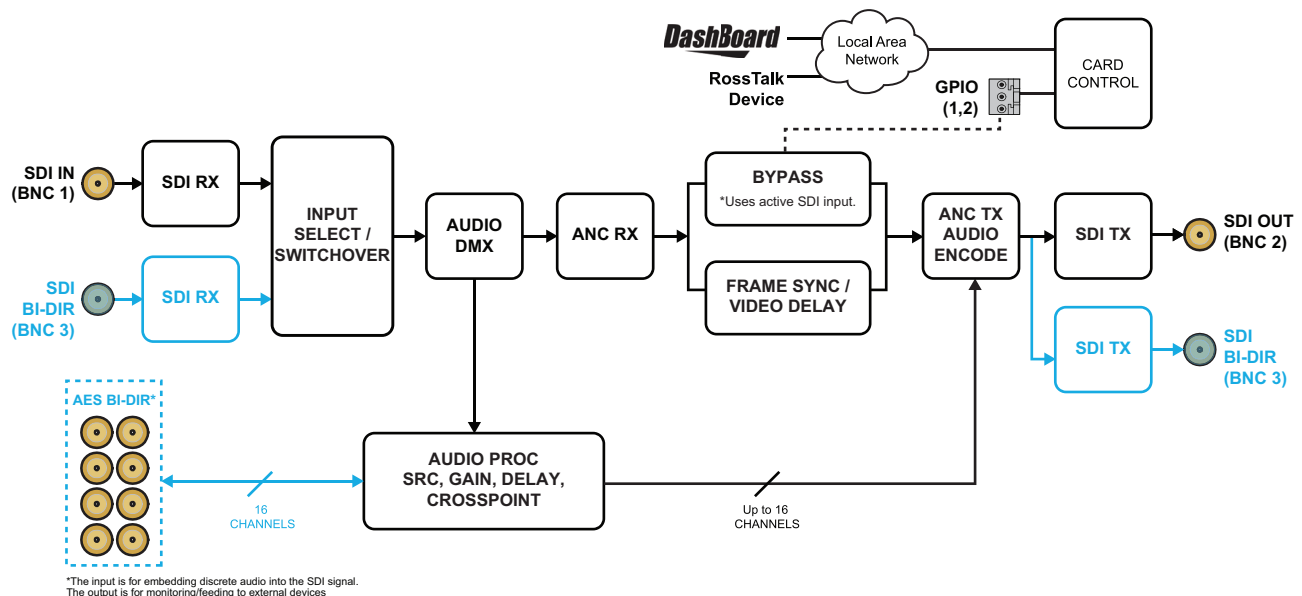 DashBoard
Local Area
Network
RossTalk
Device
GPIO
(1,2)
CARD
CONTROL
SDI IN
(BNC 1)
SDI RX
INPUT
SELECT /
SWITCHOVER
AUDIO
DMX
ANC RX
BYPASS
*Uses active SDI input.
FRAME SYNC /
VIDEO DELAY
ANC TX
AUDIO
ENCODE
SDI TX
SDI OUT
(BNC 2)
SDI
BI-DIR
(BNC 3)
SDI RX
SDI TX
SDI
BI-DIR
(BNC 3)
AES BI-DIR*
16
CHANNELS
AUDIO PROC
SRC, GAIN, DELAY,
CROSSPOINT
Up to 16
CHANNELS
*The input is for embedding discrete audio into the SDI signal.
The output is for monitoring/feeding to external devices